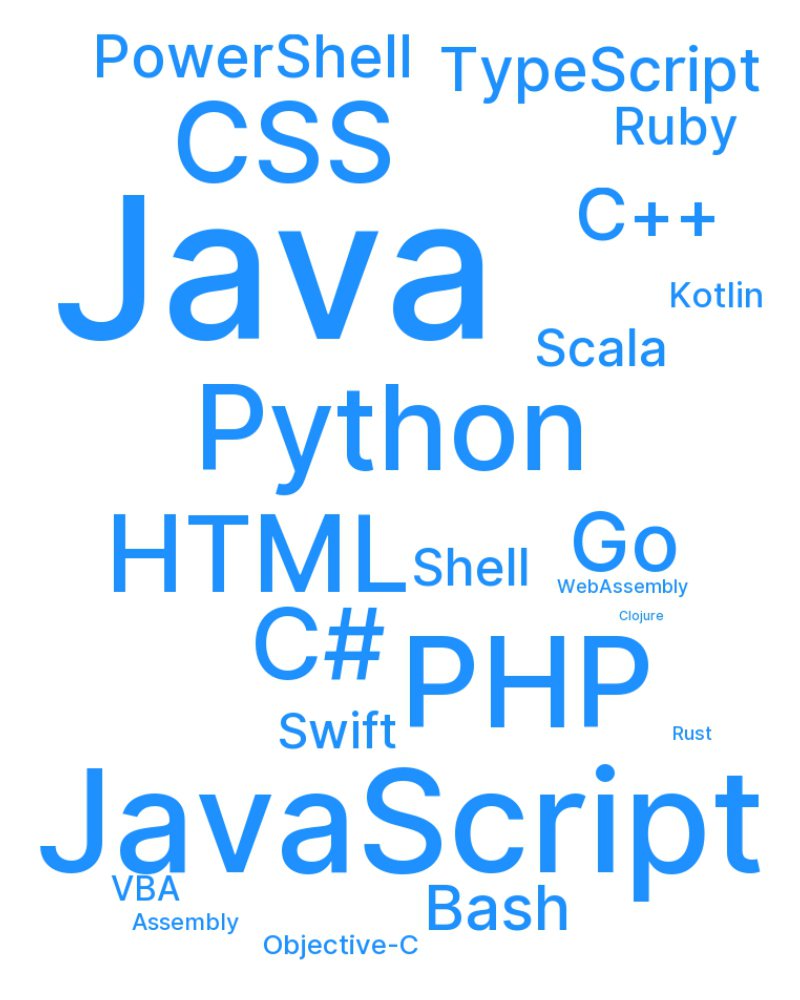 PowerShell
TypeScript
CSS
Ruby
Java
C++
Kotlin
Scala
Python
HTML
Shell
Go
WebAssembly
Clojure
C#
PHP
Swift
Rust
JavaScript
VBA
Bash
Assembly
Objective-C